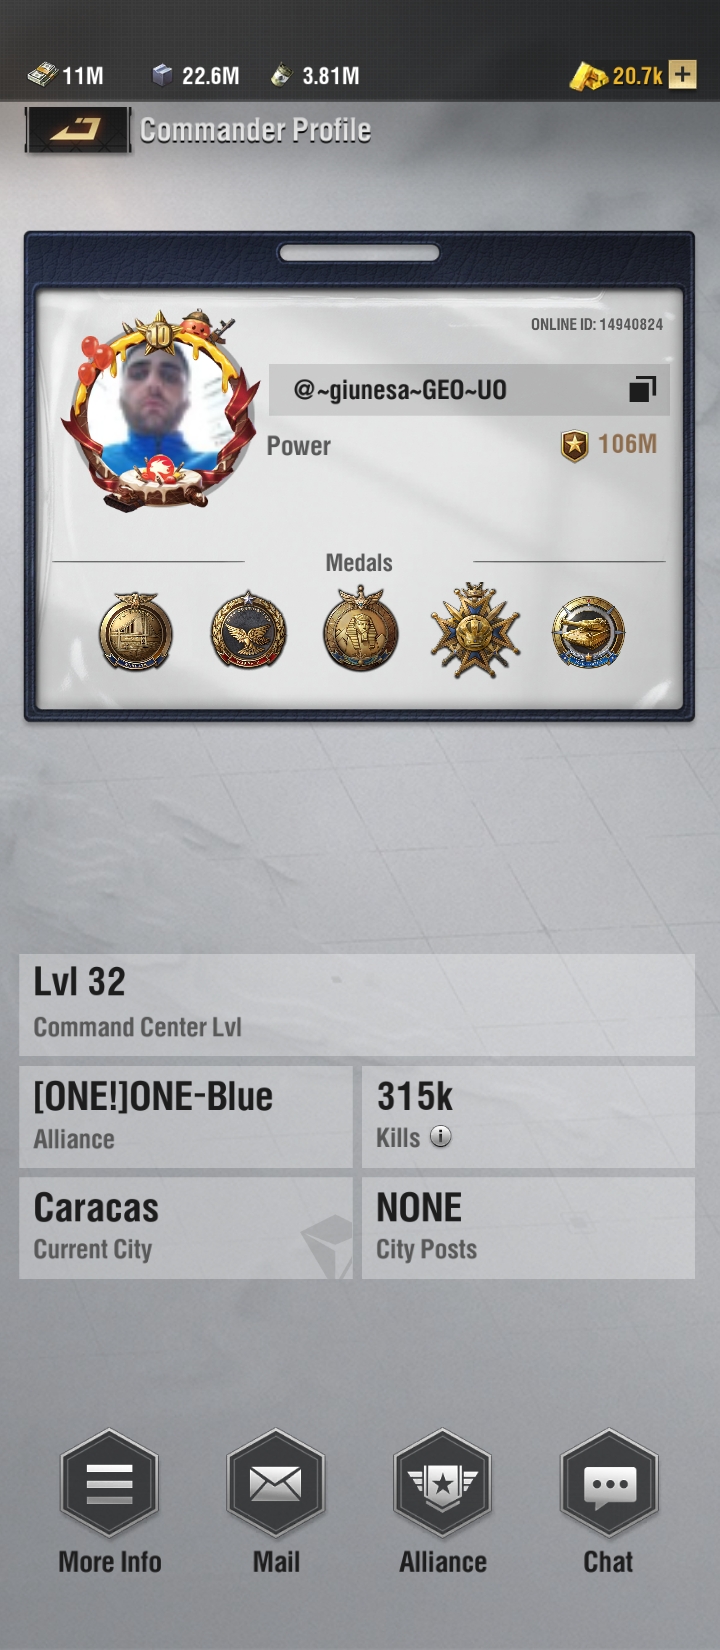 11M 22.6M 3.81M 20.7k
Commander Profile
ONLINE ID: 14940824
10
@~giunesa~GEO~UO
Power 106M
Medals
Lvl 32
Command Center Lvl
[ONE!]ONE-Blue
Alliance
315k
Kills
Caracas
Current City
NONE
City Posts
More Info Mail Alliance Chat